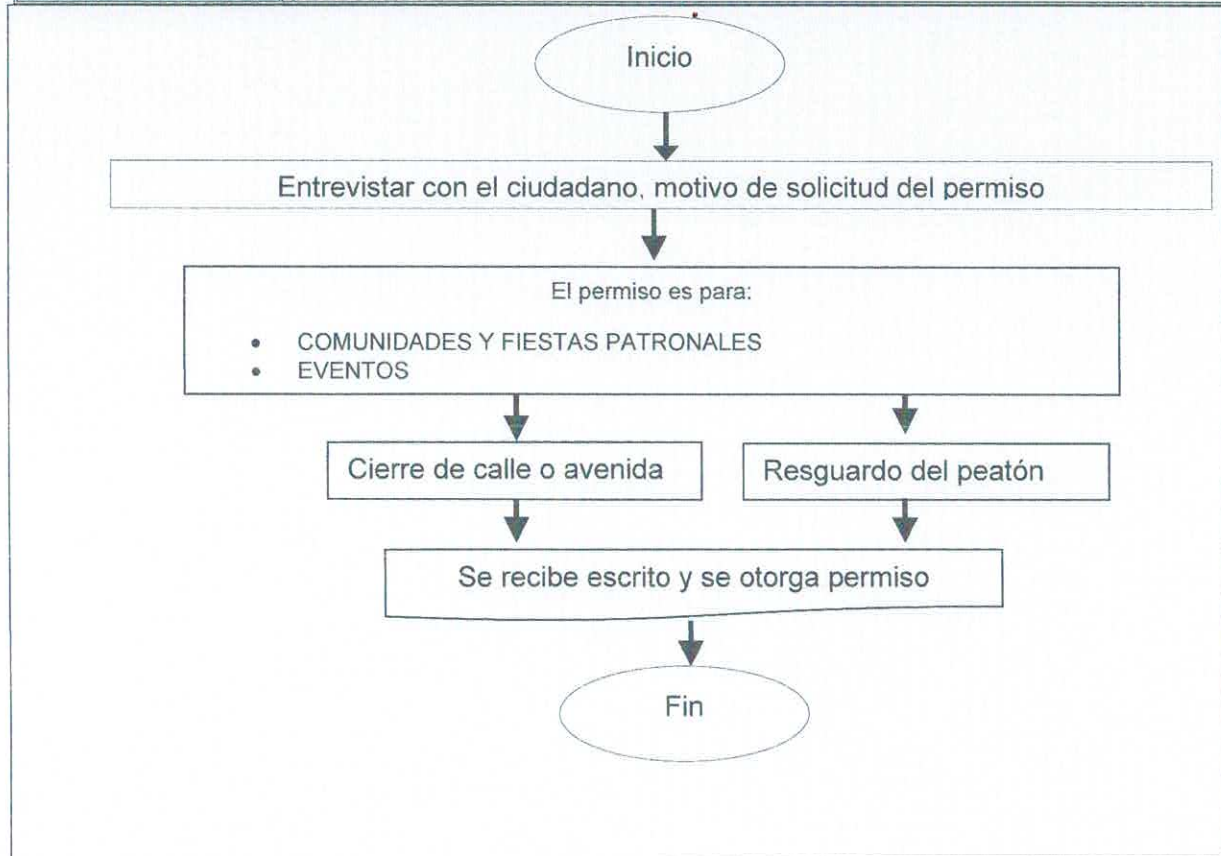 Inicio
Entrevistar con el ciudadano, motivo de solicitud del permiso
El permiso es para:
• COMUNIDADES Y FIESTAS PATRONALES
• EVENTOS
Cierre de calle o avenida
Resguardo del peatón
Se recibe escrito y se otorga permiso
Fin